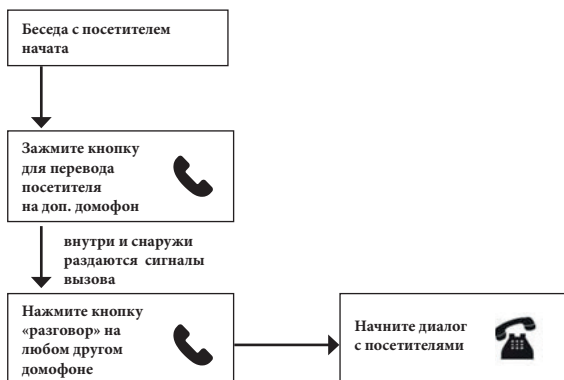 Беседа с посетителем
начата
Зажмите кнопку
для перевода
посетителя
на доп. домофон
внутри и снаружи
раздаются сигналы
вызова
Нажмите кнопку
«разговор» на
любом другом
домофоне
Начните диалог
с посетителями